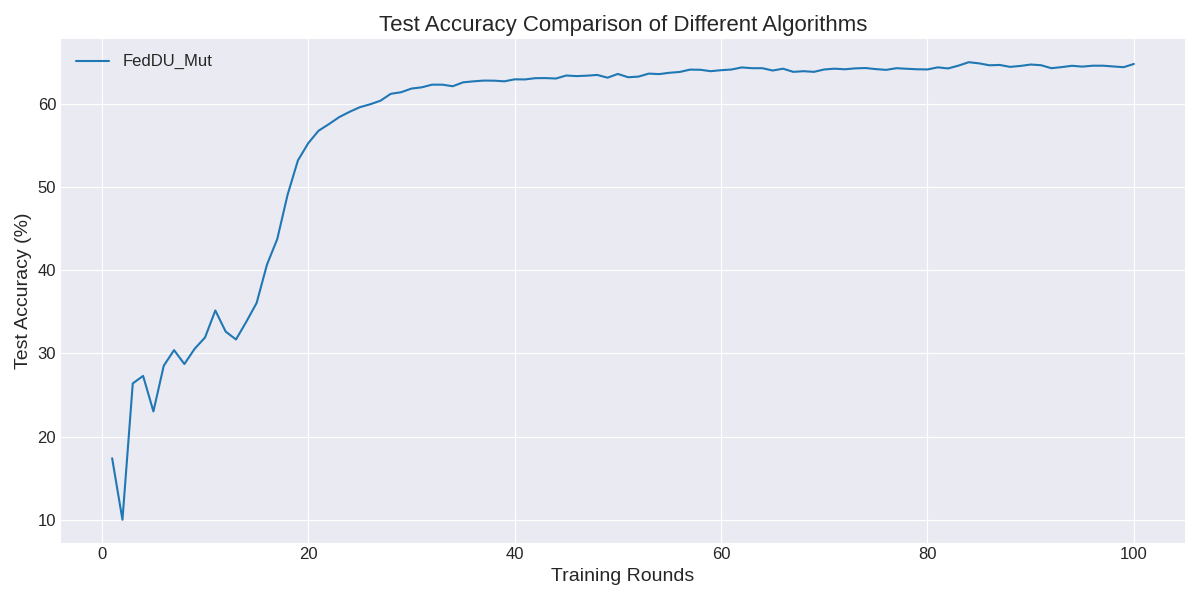 Test Accuracy Comparison of Different Algorithms
FedDU_Mut
Test Accuracy (%)
60
50
40
30
20
10
0 20 40 60 80 100
Training Rounds